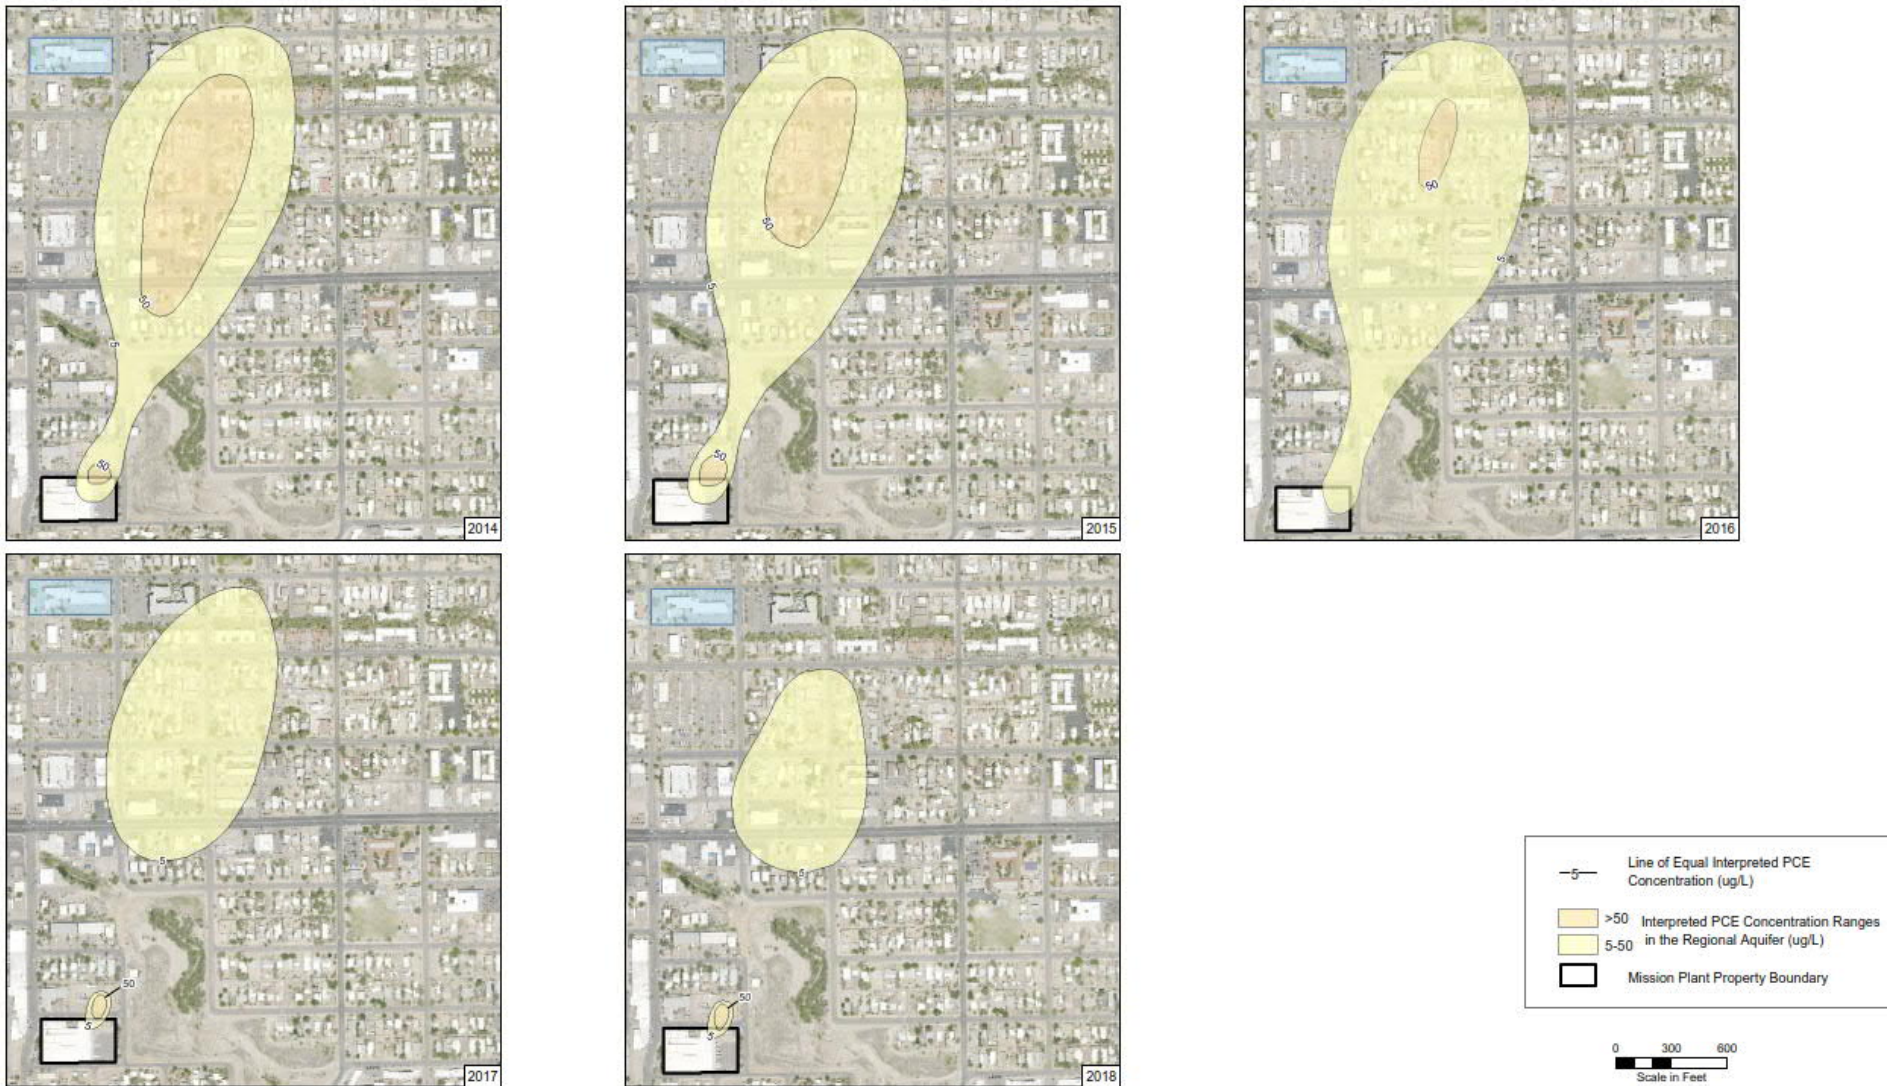 50
5
50
2014
50
5
50
2015
50
5
2016
5
50
5
2017
5
50
5
2018
—5— Line of Equal Interpreted PCE
Concentration (ug/L)
>50 Interpreted PCE Concentration Ranges
5-50 in the Regional Aquifer (ug/L)
Mission Plant Property Boundary
0 300 600
Scale in Feet